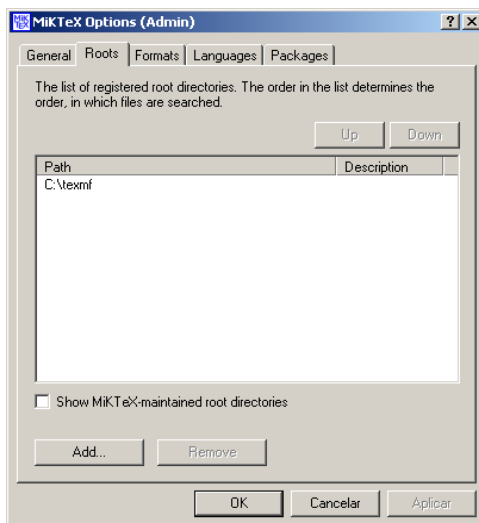 MiKTeX Options (Admin)
General Roots Formats Languages Packages
The list of registered root directories. The order in the list determines the
order, in which files are searched.
Up Down
Path Description
C:\texmf
Show MiKTeX-maintained root directories
Add... Remove
OK Cancelar Aplicar